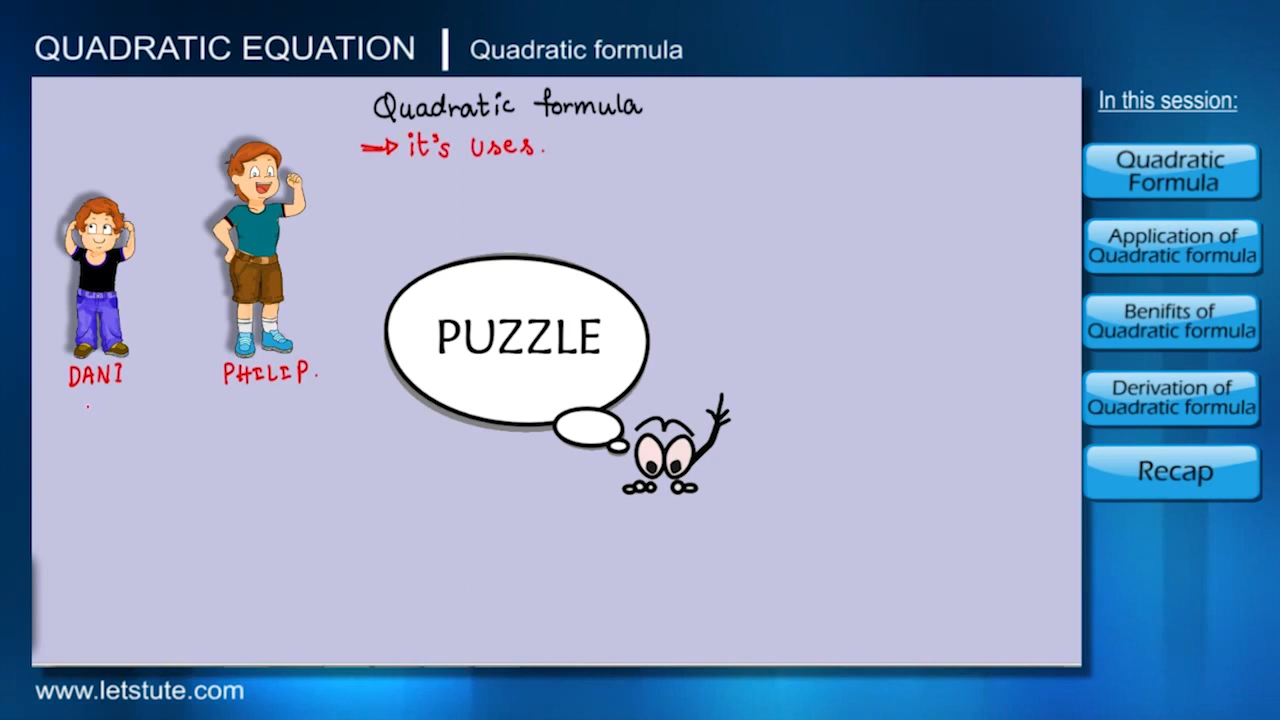 QUADRATIC EQUATION | Quadratic formula
Quadratic formula
it's uses.
DANI
PHILIP.
PUZZLE
In this session:
Quadratic
Formula
Application of
Quadratic formula
Benifits of
Quadratic formula
Derivation of
Quadratic formula
Recap
www.letstute.com